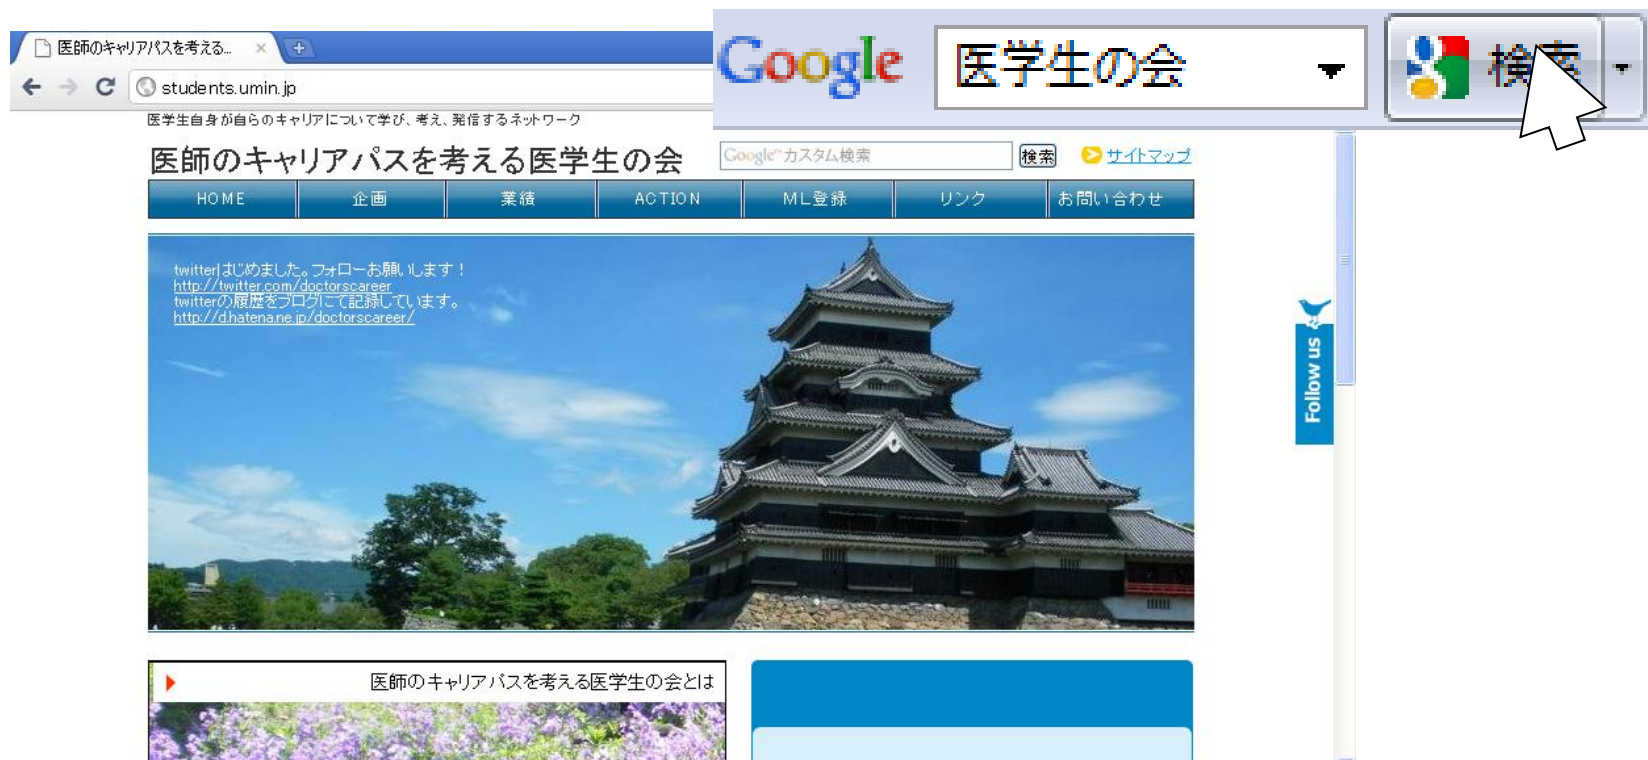 医師のキャリアパスを考える...
students.umin.jp
Google 医学生の会 検索
医学生自身が自らのキャリアについて学び、考え、発信するネットワーク
医師のキャリアパスを考える医学生の会
Google™カスタム検索 検索 サイトマップ
HOME 企画 業績 ACTION ML登録 リンク お問い合わせ
twitterはじめました。フォローお願いします！
http://twitter.com/doctorscareer
twitterの履歴をブログにて記録しています。
http://d.hatena.ne.jp/doctorscareer/
Follow us
医師のキャリアパスを考える医学生の会とは